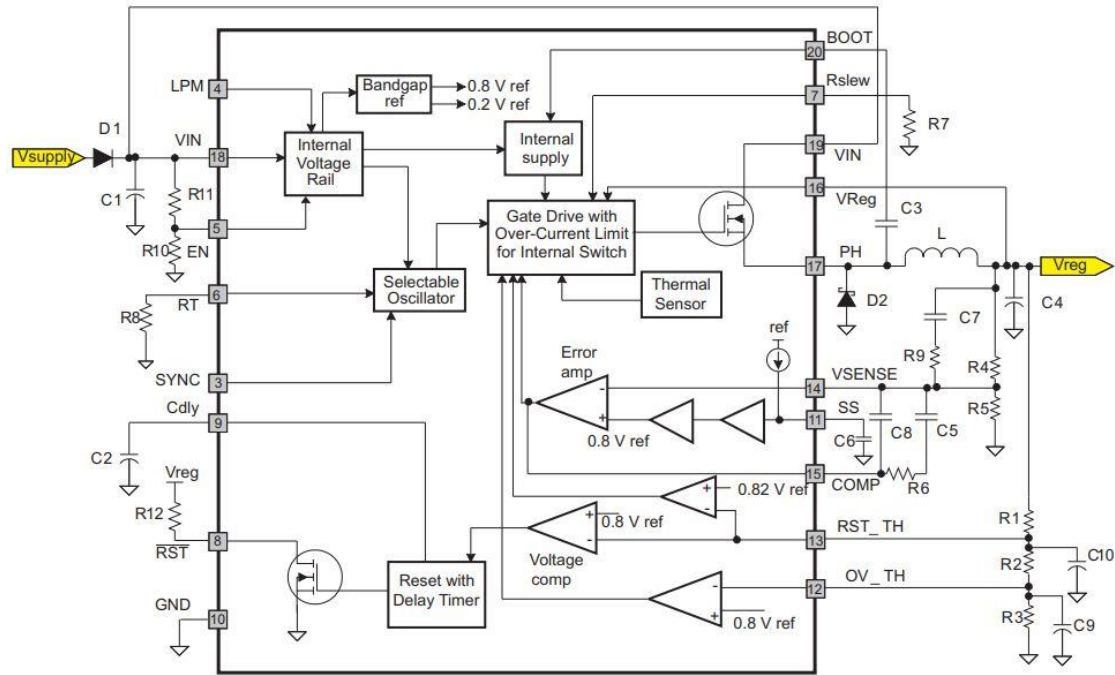 BOOT
20
LPM
4
Bandgap ref
0.8 V ref
0.2 V ref
Rslew
7
R7
D1
VIN
Vsupply
18
Internal Voltage Rail
Internal supply
19
VIN
C1
R11
16
VReg
C3
5
R10
EN
Gate Drive with Over-Current Limit for Internal Switch
PH
17
L
Vreg
6
RT
Selectable Oscillator
Thermal Sensor
D2
C4
R8
C7
ref
R9
R4
SYNC
3
Error amp
VSENSE
14
-
+
0.8 V ref
SS
11
R5
C6
C8
C5
Cdly
9
C2
15
COMP
R6
Vreg
R12
+
-
0.82 V ref
RST
8
+
-
0.8 V ref
Voltage comp
RST_TH
13
R1
R2
C10
Reset with Delay Timer
OV_TH
12
-
+
0.8 V ref
R3
C9
GND
10